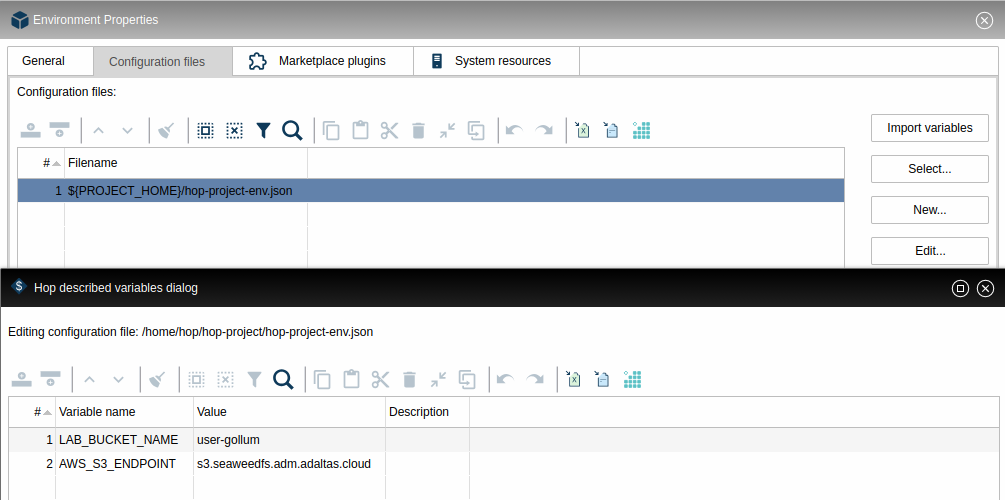 Environment Properties
General
Configuration files
Marketplace plugins
System resources
Configuration files:
Import variables
# Filename
Select...
1 ${PROJECT_HOME}/hop-project-env.json
New...
Edit...
Hop described variables dialog
Editing configuration file: /home/hop/hop-project/hop-project-env.json
# Variable name Value Description
1 LAB_BUCKET_NAME user-gollum
2 AWS_S3_ENDPOINT s3.seaweedfs.adm.adaltas.cloud